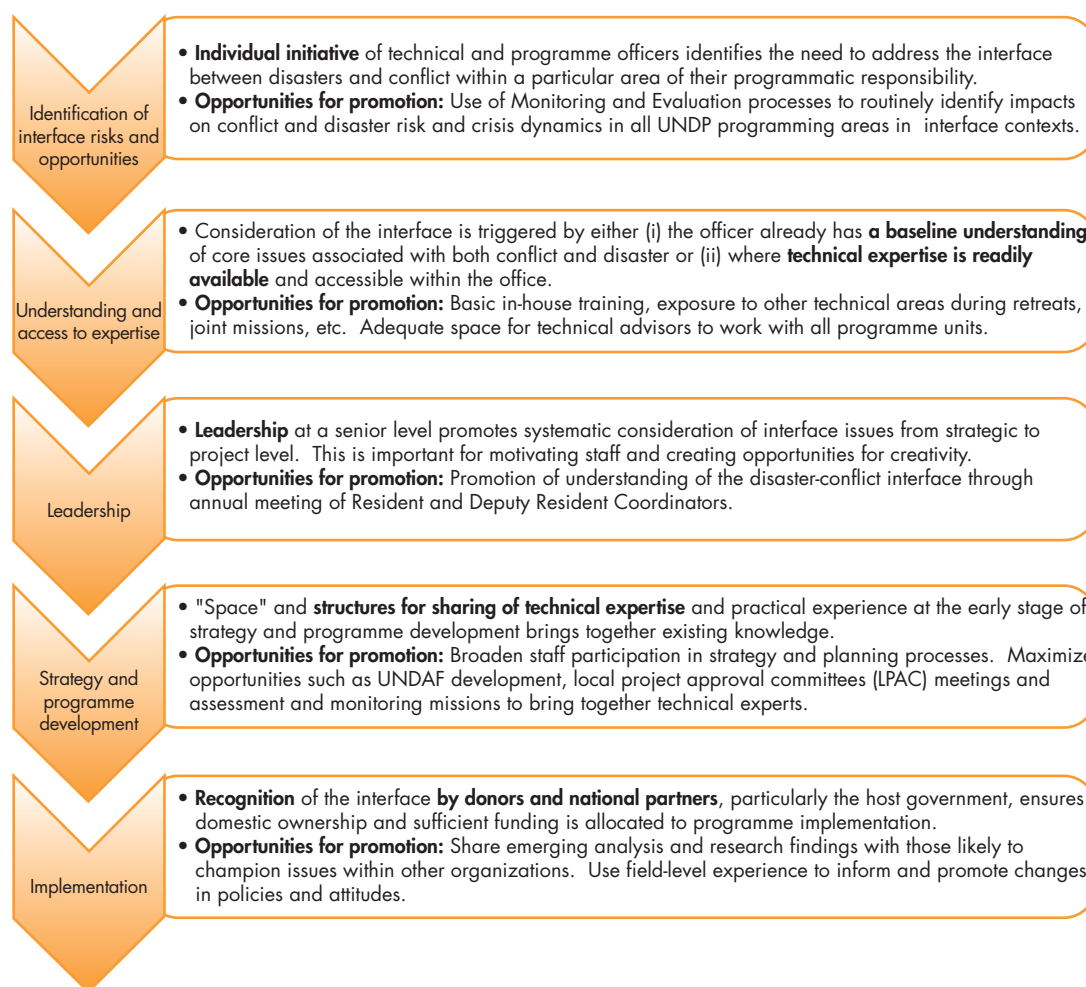 Identification of
interface risks and
opportunities
• Individual initiative of technical and programme officers identifies the need to address the interface
between disasters and conflict within a particular area of their programmatic responsibility.
• Opportunities for promotion: Use of Monitoring and Evaluation processes to routinely identify impacts
on conflict and disaster risk and crisis dynamics in all UNDP programming areas in interface contexts.
Understanding and
access to expertise
• Consideration of the interface is triggered by either (i) the officer already has a baseline understanding
of core issues associated with both conflict and disaster or (ii) where technical expertise is readily
available and accessible within the office.
• Opportunities for promotion: Basic in-house training, exposure to other technical areas during retreats,
joint missions, etc. Adequate space for technical advisors to work with all programme units.
Leadership
• Leadership at a senior level promotes systematic consideration of interface issues from strategic to
project level. This is important for motivating staff and creating opportunities for creativity.
• Opportunities for promotion: Promotion of understanding of the disaster-conflict interface through
annual meeting of Resident and Deputy Resident Coordinators.
Strategy and
programme
development
• "Space" and structures for sharing of technical expertise and practical experience at the early stage of
strategy and programme development brings together existing knowledge.
• Opportunities for promotion: Broaden staff participation in strategy and planning processes. Maximize
opportunities such as UNDAF development, local project approval committees (LPAC) meetings and
assessment and monitoring missions to bring together technical experts.
Implementation
• Recognition of the interface by donors and national partners, particularly the host government, ensures
domestic ownership and sufficient funding is allocated to programme implementation.
• Opportunities for promotion: Share emerging analysis and research findings with those likely to
champion issues within other organizations. Use field-level experience to inform and promote changes
in policies and attitudes.